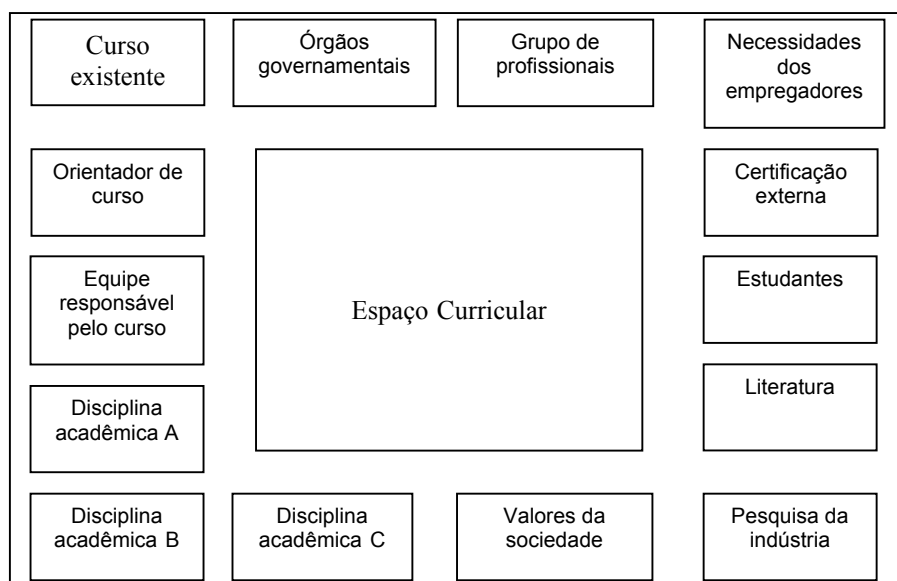 Curso
existente
Órgãos
governamentais
Grupo de
profissionais
Necessidades
dos
empregadores
Orientador de
curso
Certificação
externa
Equipe
responsável
pelo curso
Espaço Curricular
Estudantes
Disciplina
acadêmica A
Literatura
Disciplina
acadêmica B
Disciplina
acadêmica C
Valores da
sociedade
Pesquisa da
indústria